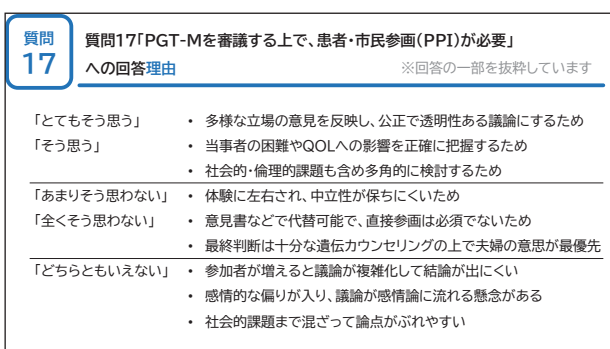 質問
17
質問17「PGT-Mを審議する上で、患者・市民参画(PPI)が必要」
への回答理由
※回答の一部を抜粋しています
「とてもそう思う」 ・ 多様な立場の意見を反映し、公正で透明性ある議論にするため
「そう思う」 ・ 当事者の困難やQOLへの影響を正確に把握するため
・ 社会的・倫理的課題も含め多角的に検討するため
「あまりそう思わない」 ・ 体験に左右され、中立性が保ちにくいため
「全くそう思わない」 ・ 意見書などで代替可能で、直接参画は必須でないため
・ 最終判断は十分な遺伝カウンセリングの上で夫婦の意思が最優先
「どちらともいえない」 ・ 参加者が増えると議論が複雑化して結論が出にくい
・ 感情的な偏りが入り、議論が感情論に流れる懸念がある
・ 社会的課題まで混ざって論点がぶれやすい